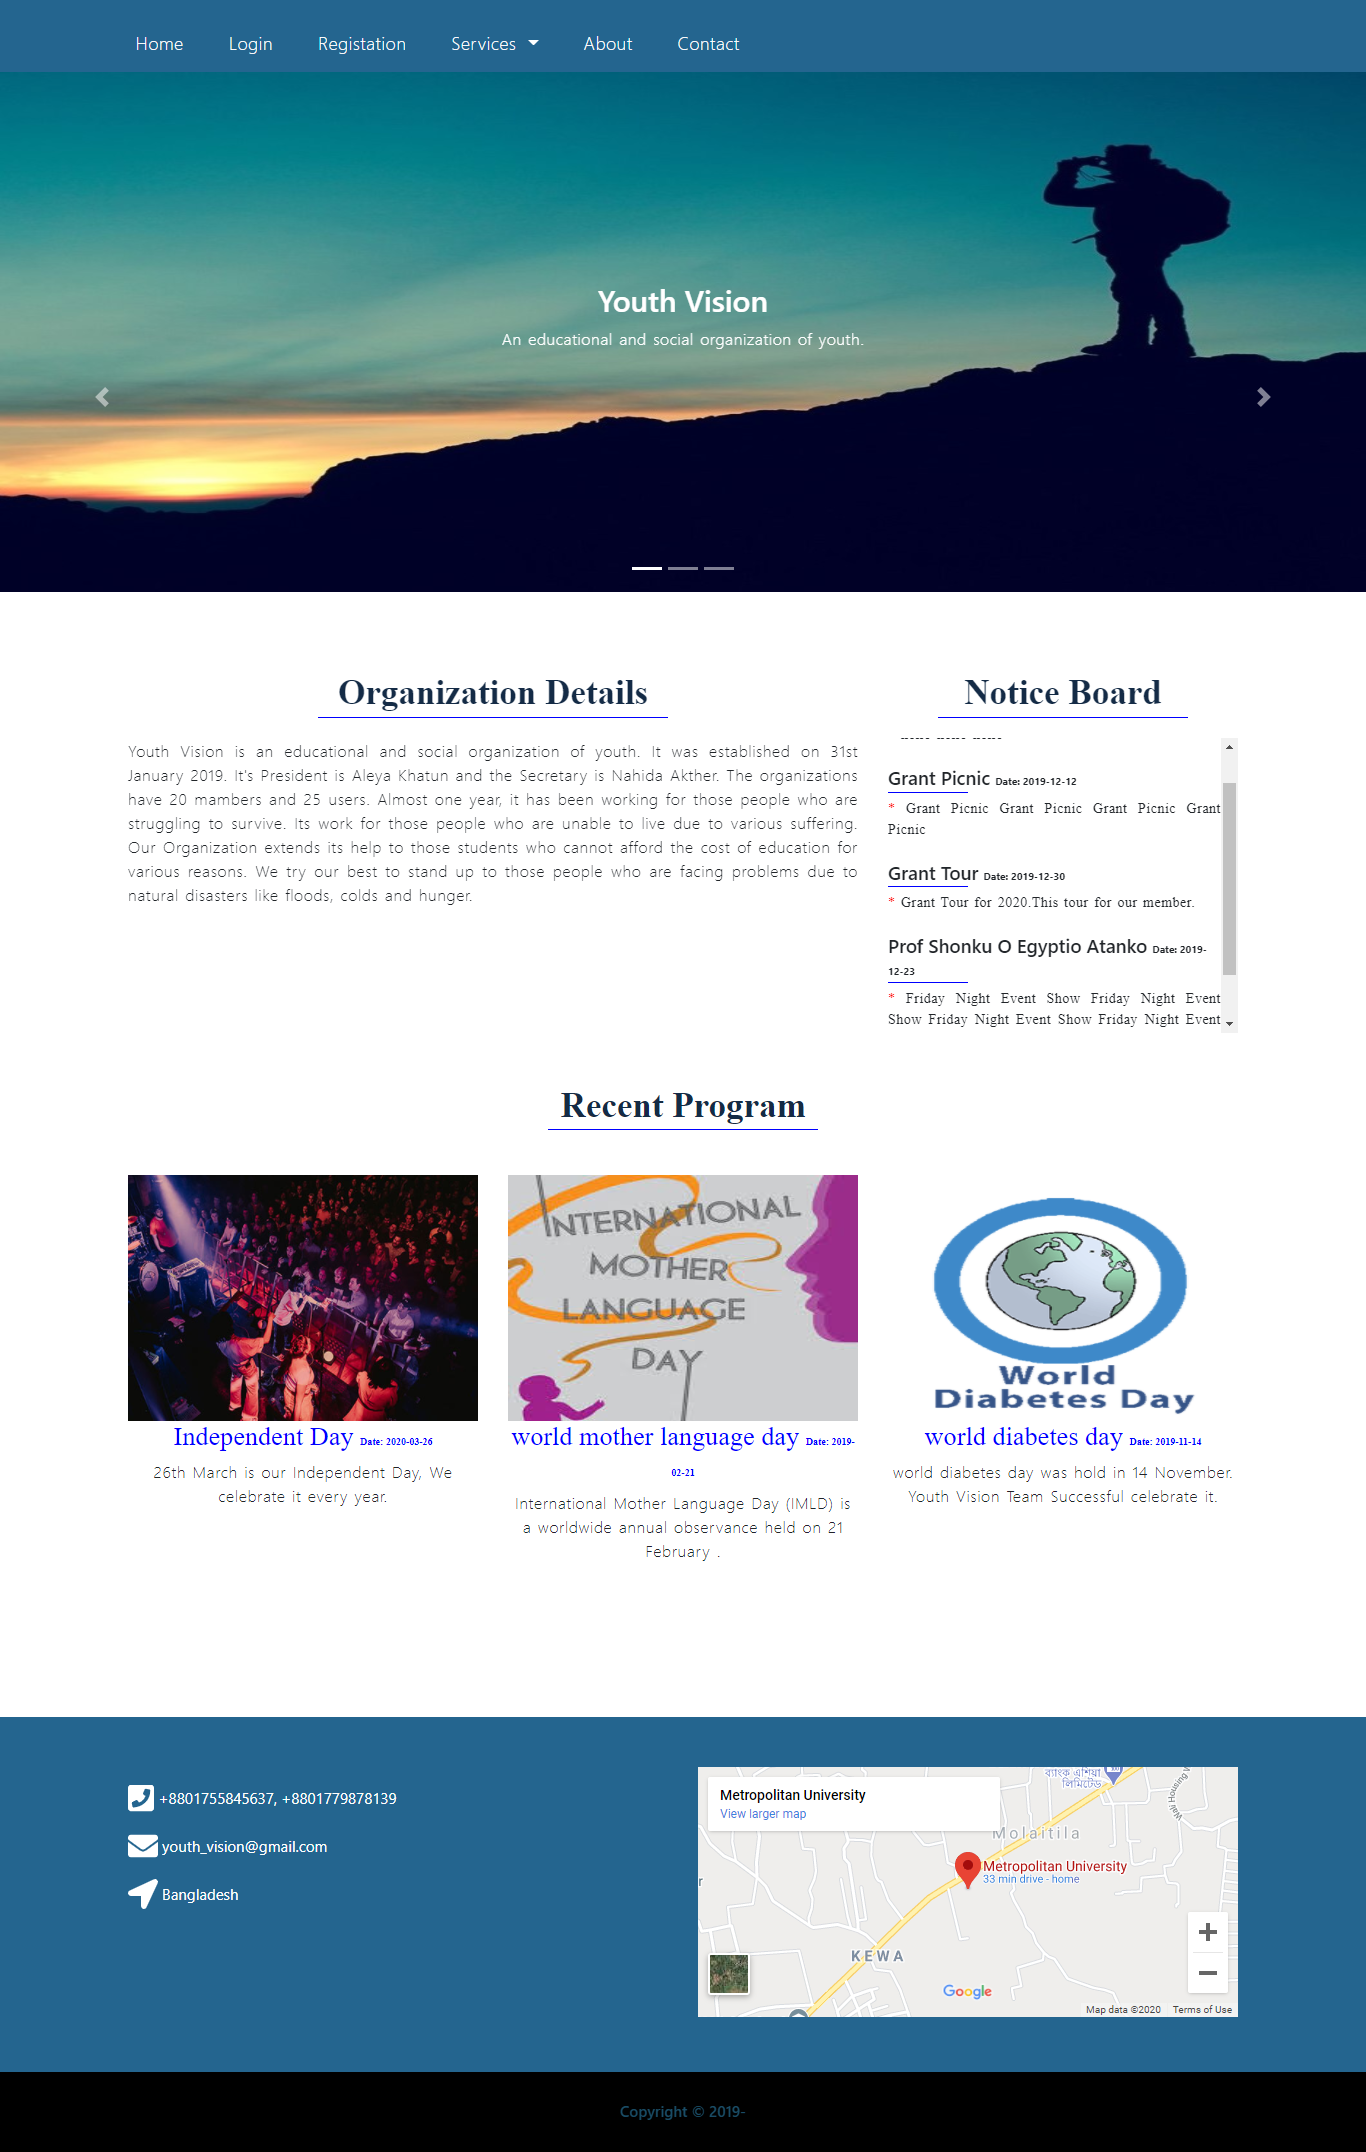 Home Login Registation Services About Contact
Youth Vision
An educational and social organization of youth.
Organization Details
Youth Vision is an educational and social organization of youth. It was established on 31st
January 2019. It's President is Aleya Khatun and the Secretary is Nahida Akther. The organizations
have 20 mambers and 25 users. Almost one year, it has been working for those people who are
struggling to survive. Its work for those people who are unable to live due to various suffering.
Our Organization extends its help to those students who cannot afford the cost of education for
various reasons. We try our best to stand up to those people who are facing problems due to
natural disasters like floods, colds and hunger.
Notice Board
Grant Picnic Date: 2019-12-12
* Grant Picnic Grant Picnic Grant Picnic Grant
Picnic
Grant Tour Date: 2019-12-30
* Grant Tour for 2020.This tour for our member.
Prof Shonku O Egyptio Atanko Date: 2019-
12-23
* Friday Night Event Show Friday Night Event
Show Friday Night Event Show Friday Night Event
Recent Program
INTERNATIONAL
MOTHER
LANGUAGE
DAY
World
Diabetes Day
Independent Day Date: 2020-03-26
26th March is our Independent Day, We
celebrate it every year.
world mother language day Date: 2019-
02-21
International Mother Language Day (IMLD) is
a worldwide annual observance held on 21
February .
world diabetes day Date: 2019-11-14
world diabetes day was hold in 14 November.
Youth Vision Team Successful celebrate it.
+8801755845637, +8801779878139
youth_vision@gmail.com
Bangladesh
Metropolitan University
View larger map
ব্যাংক এশিয়া
লিমিটেড
Wali Housing
Molaitila
Metropolitan University
33 min drive - home
KEWA
Google
Map data ©2020 Terms of Use
Copyright © 2019-